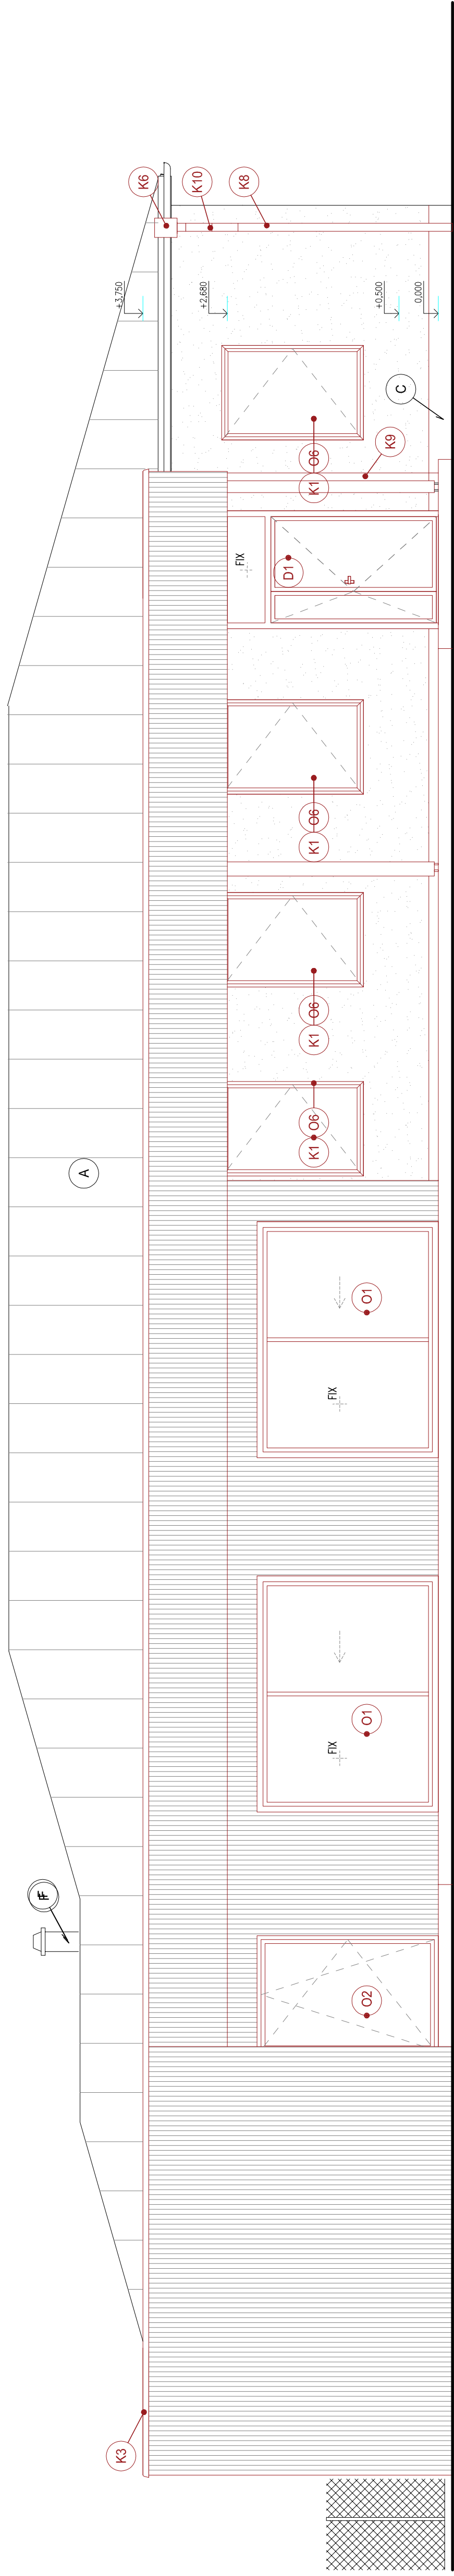 K3
F
A
O2
FIX
O1
FIX
O1
K1 O6
K1 O6
K1 O6
FIX
D1
K1 O6
K9
C
+3,750
+2,680
+0,500
0,000
K6
K10
K8